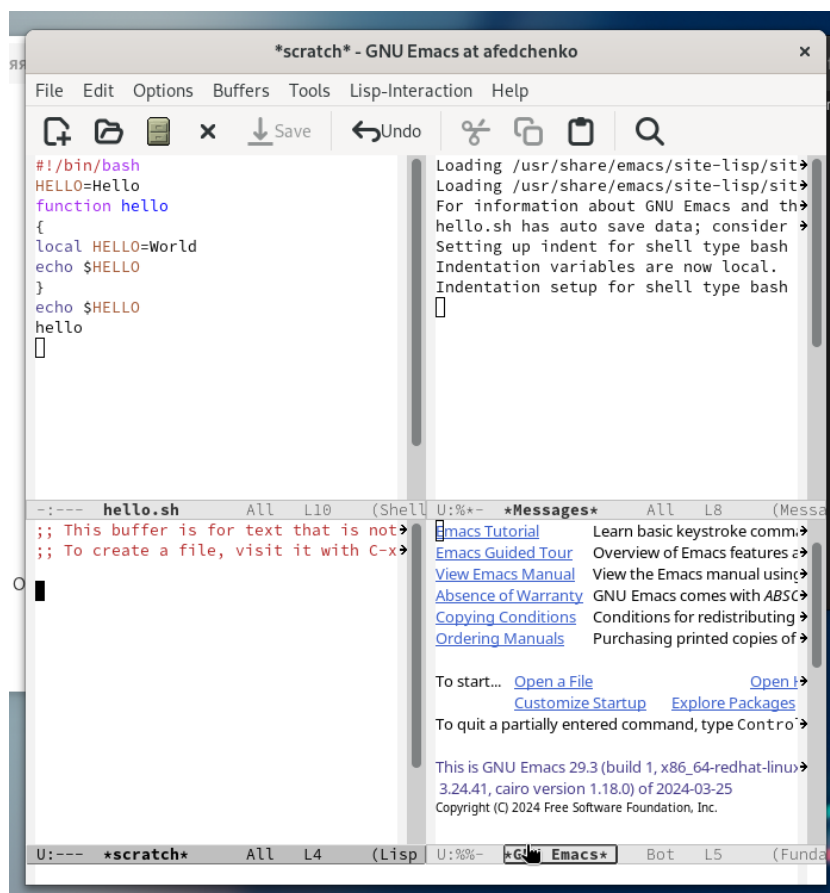 *scratch* - GNU Emacs at afedchenko
File Edit Options Buffers Tools Lisp-Interaction Help
Save Undo
#!/bin/bash
HELLO=Hello
function hello
{
local HELLO=World
echo $HELLO
}
echo $HELLO
hello
-:--- hello.sh All L10 (Shell
Loading /usr/share/emacs/site-lisp/sit
Loading /usr/share/emacs/site-lisp/sit
For information about GNU Emacs and th
hello.sh has auto save data; consider
Setting up indent for shell type bash
Indentation variables are now local.
Indentation setup for shell type bash
U:%*- *Messages* All L8 (Messa
;; This buffer is for text that is not
;; To create a file, visit it with C-x
U:--- *scratch* All L4 (Lisp
Emacs Tutorial Learn basic keystroke comm
Emacs Guided Tour Overview of Emacs features a
View Emacs Manual View the Emacs manual using
Absence of Warranty GNU Emacs comes with ABSO
Copying Conditions Conditions for redistributing
Ordering Manuals Purchasing printed copies of
To start... Open a File Open
Customize Startup Explore Packages
To quit a partially entered command, type Contro
This is GNU Emacs 29.3 (build 1, x86_64-redhat-linux
3.24.41, cairo version 1.18.0) of 2024-03-25
Copyright (C) 2024 Free Software Foundation, Inc.
U:%%- *GNU Emacs* Bot L5 (Funda